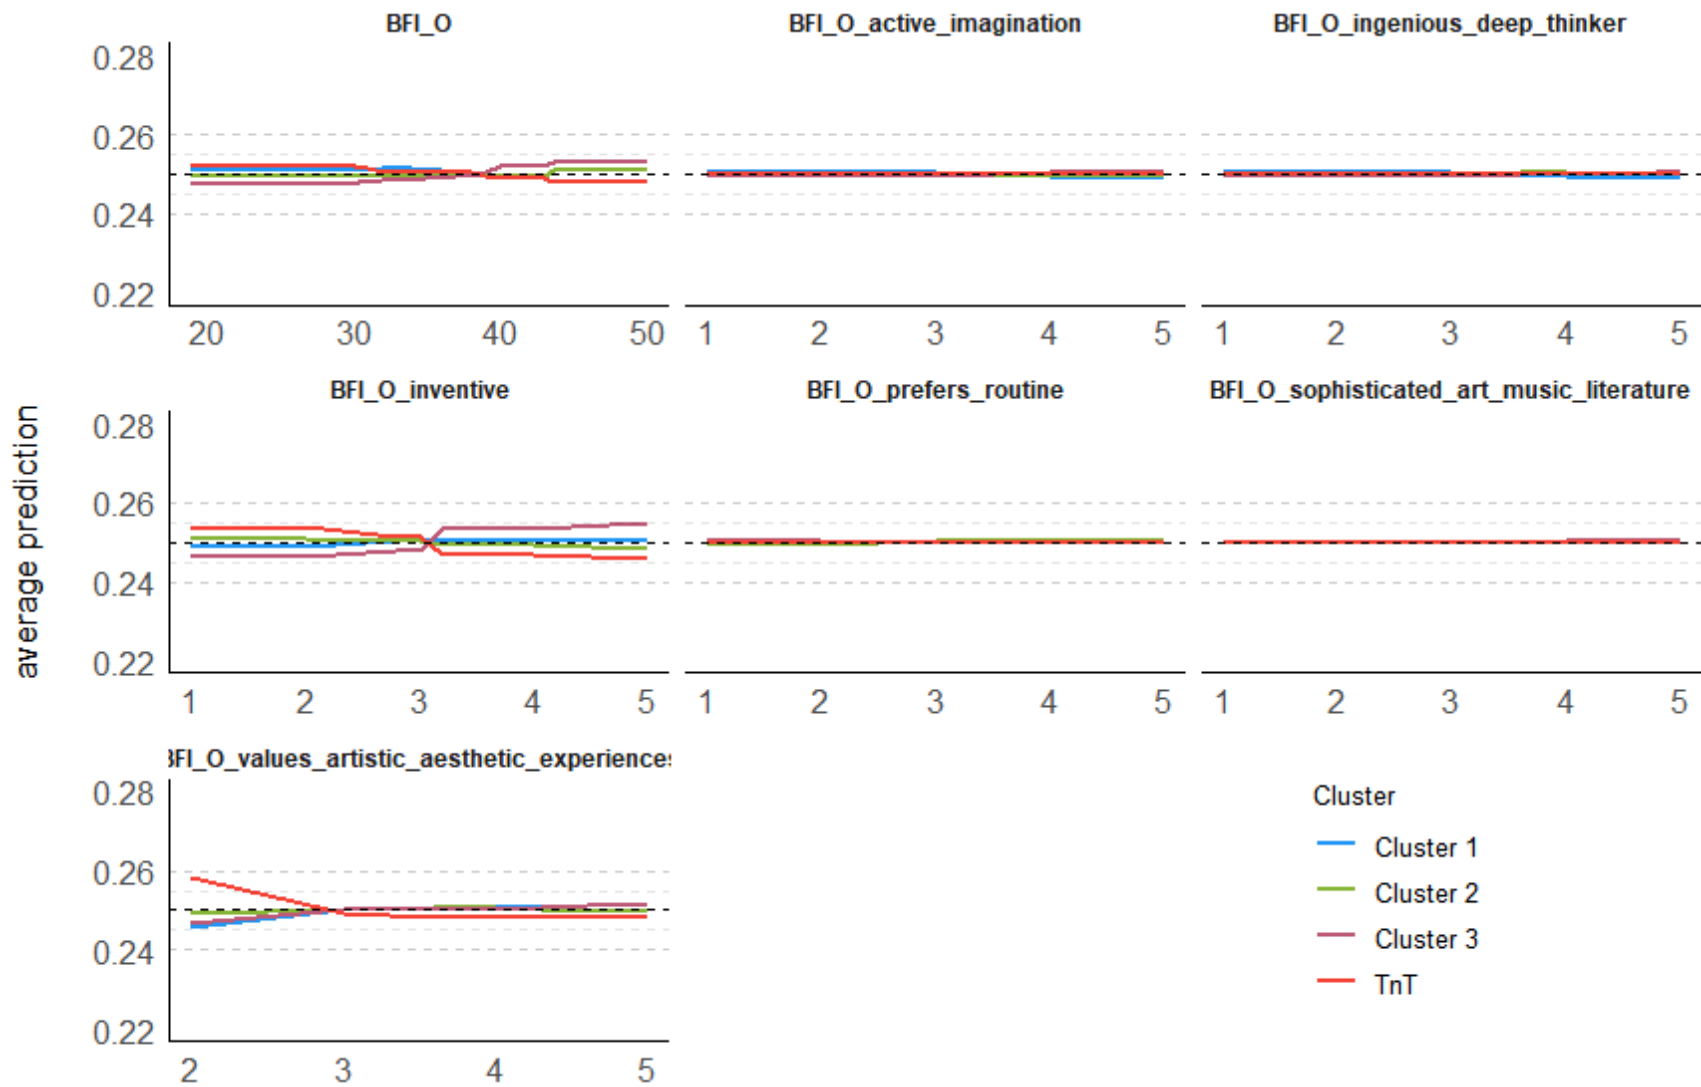 BFI_O
BFI_O_active_imagination
BFI_O_ingenious_deep_thinker
0.28
0.26
0.24
0.22
20 30 40 50
1 2 3 4 5
1 2 3 4 5
BFI_O_inventive
BFI_O_prefers_routine
BFI_O_sophisticated_art_music_literature
average prediction
0.28
0.26
0.24
0.22
1 2 3 4 5
1 2 3 4 5
1 2 3 4 5
BFI_O_values_artistic_aesthetic_experiences
0.28
0.26
0.24
0.22
2 3 4 5
Cluster
Cluster 1
Cluster 2
Cluster 3
TnT